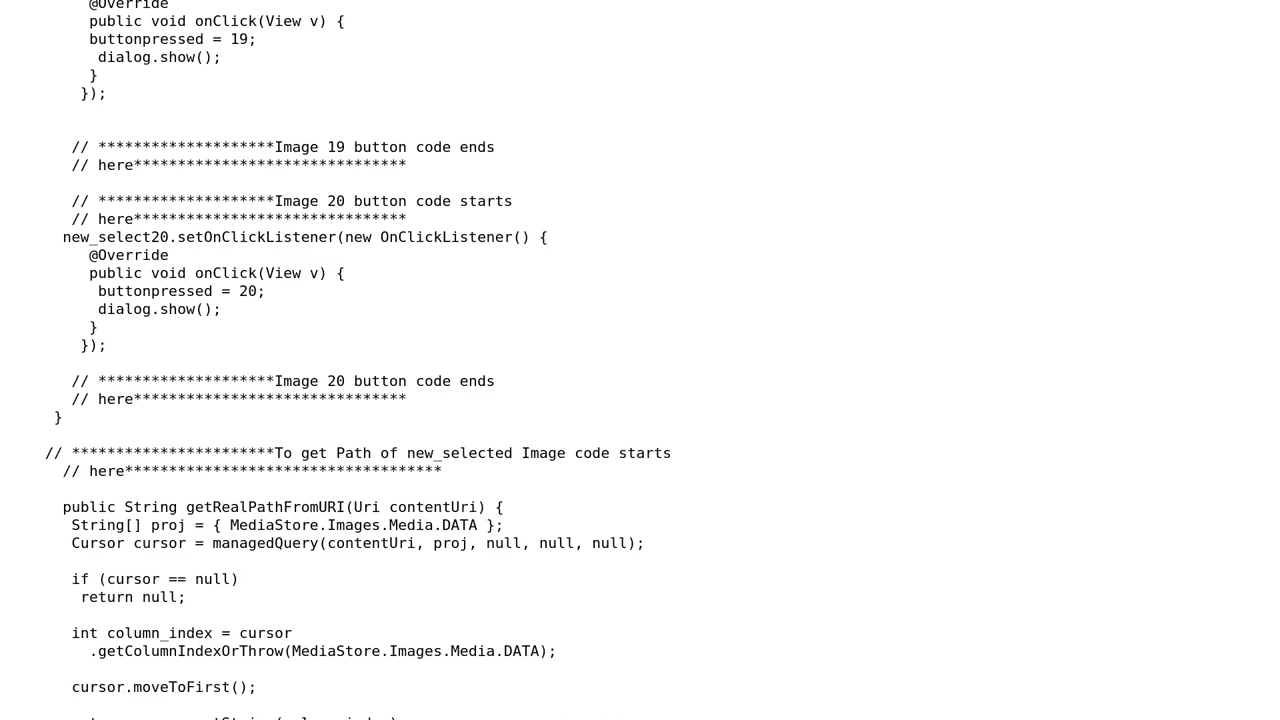 @Override
public void onClick(View v) {
buttonpressed = 19;
dialog.show();
}
});
// ********************Image 19 button code ends
// here*******************************
// ********************Image 20 button code starts
// here*******************************
new_select20.setOnClickListener(new OnClickListener() {
@Override
public void onClick(View v) {
buttonpressed = 20;
dialog.show();
}
});
// ********************Image 20 button code ends
// here*******************************
}
// ***********************To get Path of new_selected Image code starts
// here************************************
public String getRealPathFromURI(Uri contentUri) {
String[] proj = { MediaStore.Images.Media.DATA };
Cursor cursor = managedQuery(contentUri, proj, null, null, null);
if (cursor == null)
return null;
int column_index = cursor
.getColumnIndexOrThrow(MediaStore.Images.Media.DATA);
cursor.moveToFirst();